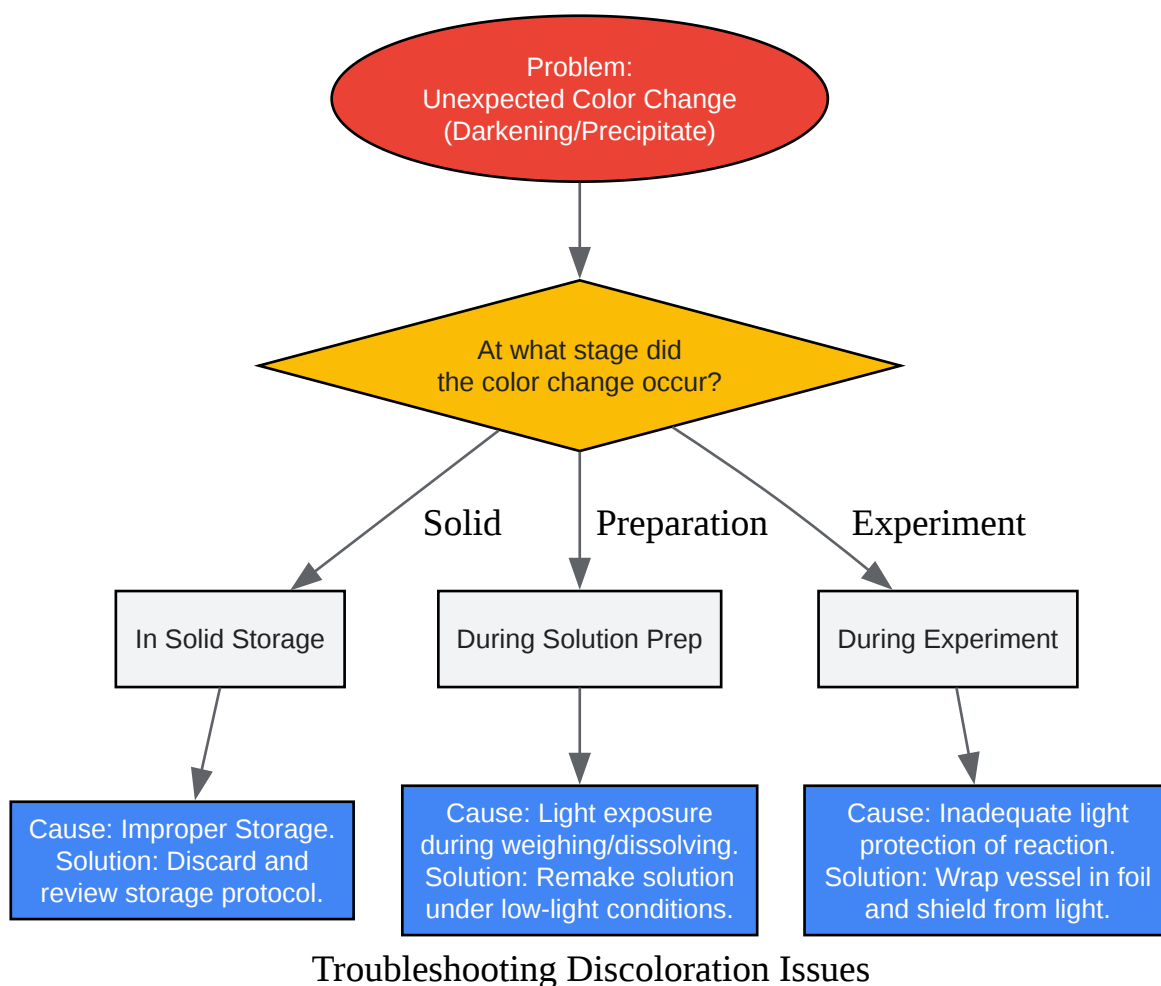 Problem:
Unexpected Color Change
(Darkening/Precipitate)
At what stage did
the color change occur?
Solid
Preparation
Experiment
In Solid Storage
During Solution Prep
During Experiment
Cause: Improper Storage.
Solution: Discard and
review storage protocol.
Cause: Light exposure
during weighing/dissolving.
Solution: Remake solution
under low-light conditions.
Cause: Inadequate light
protection of reaction.
Solution: Wrap vessel in foil
and shield from light.
Troubleshooting Discoloration Issues